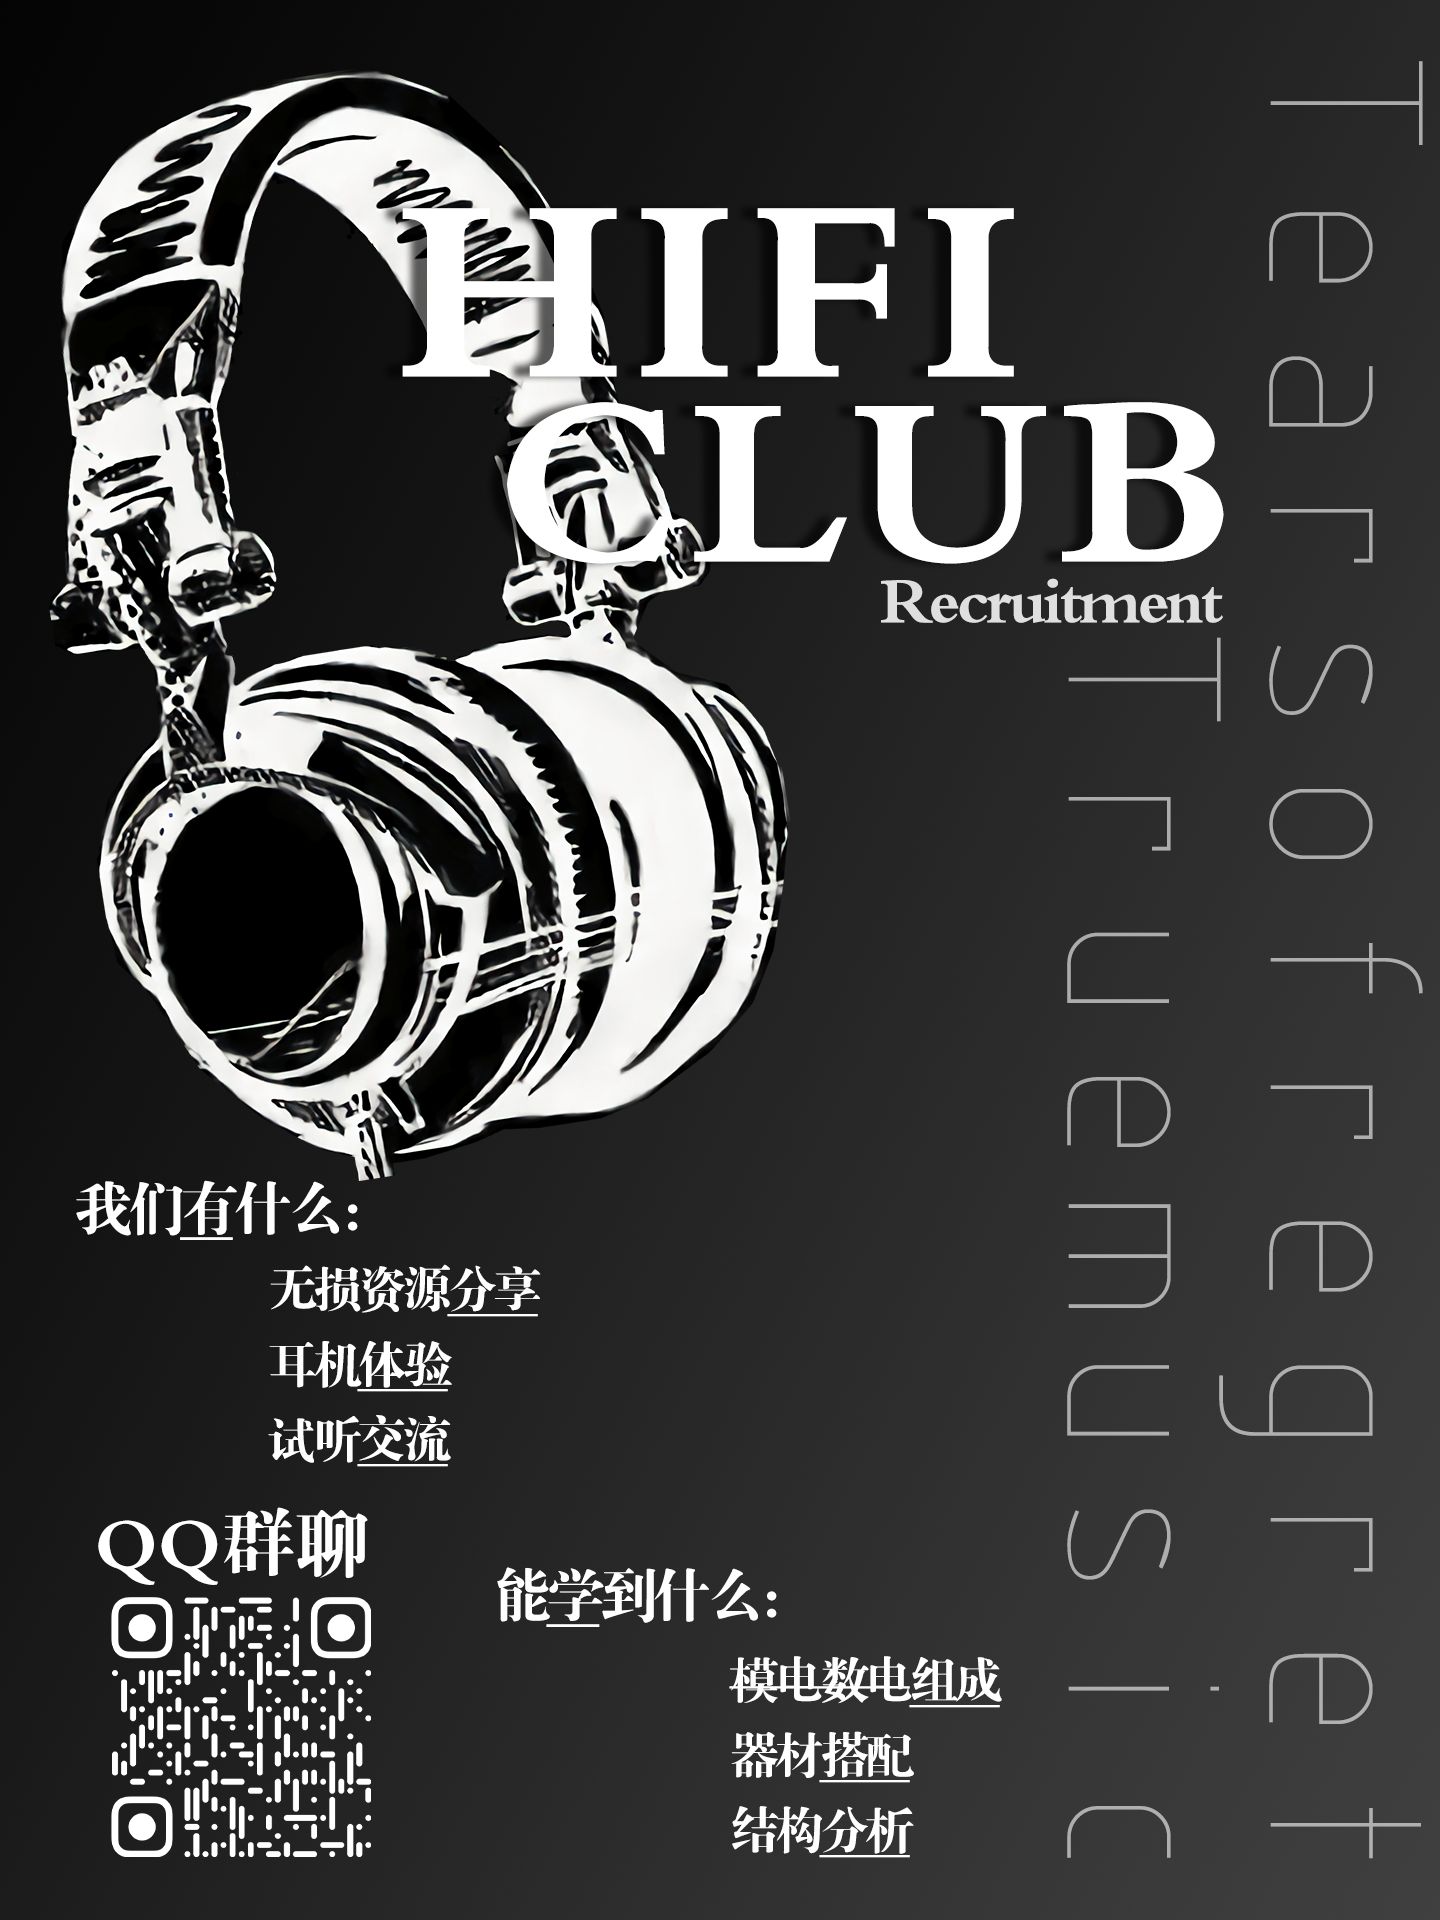 HIFI
CLUB
Recruitment
Tears of regret
True music
我们有什么:
无损资源分享
耳机体验
试听交流
QQ群聊
能学到什么:
模电数电组成
器材搭配
结构分析